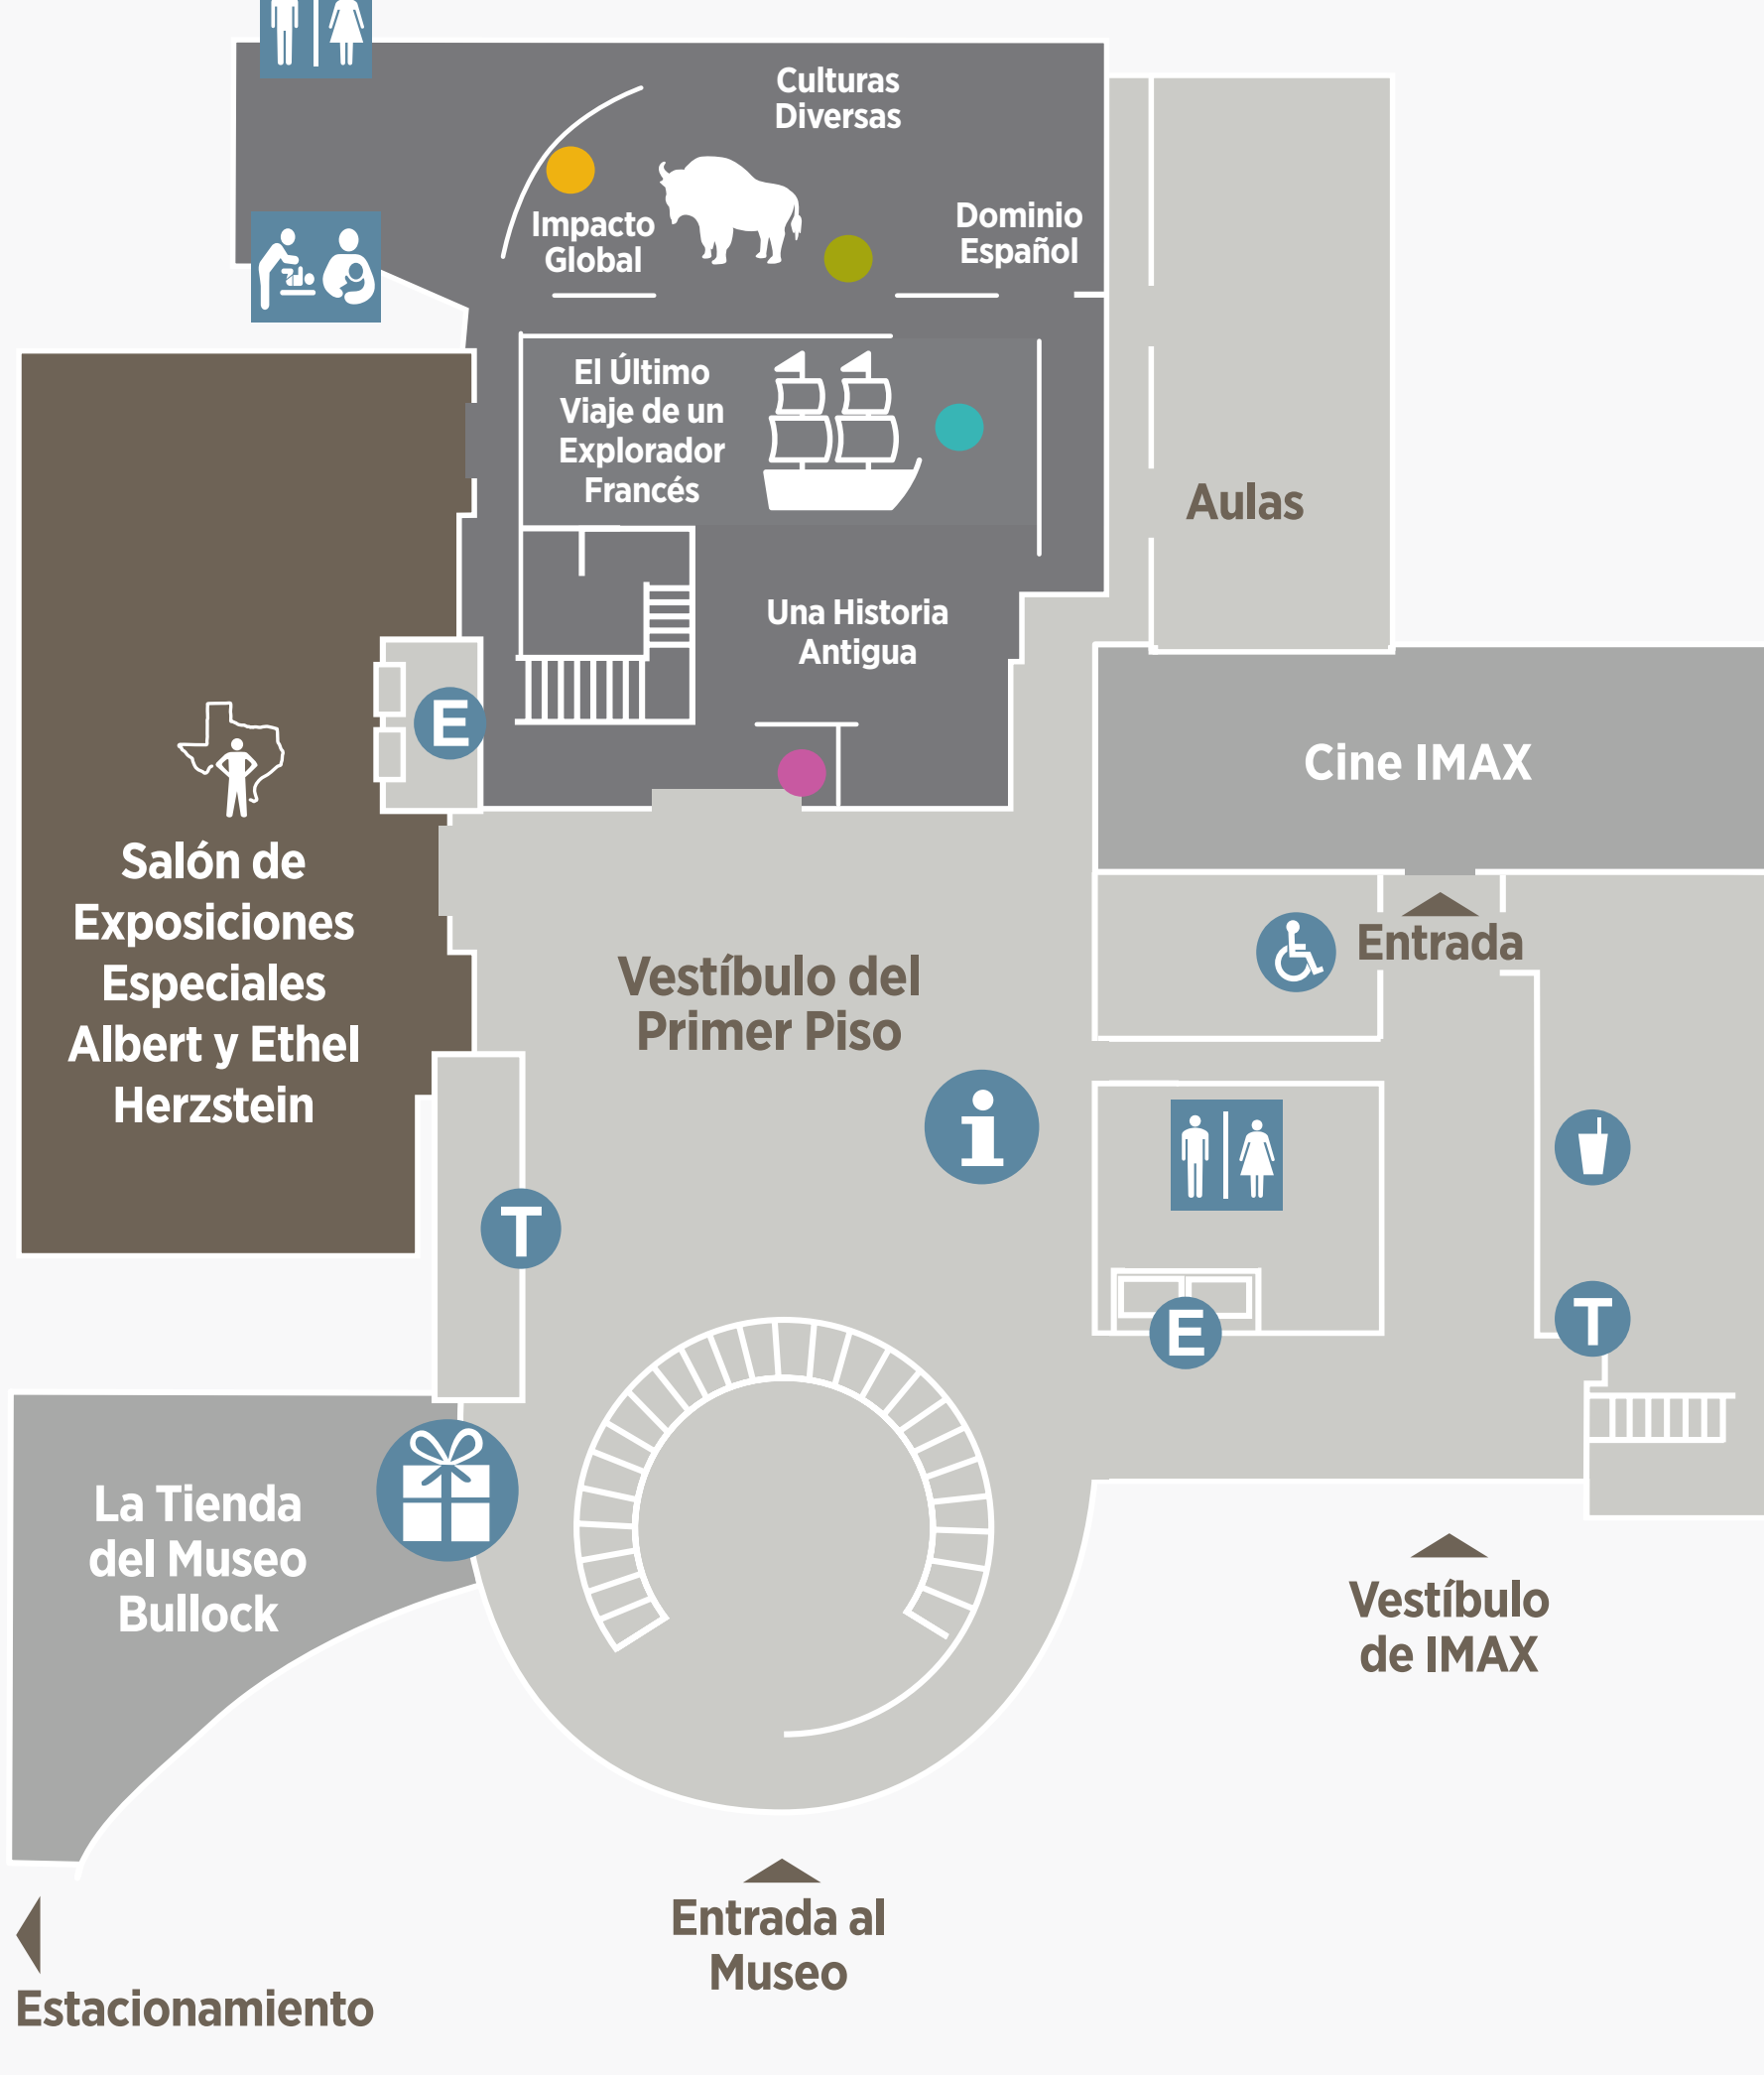 Culturas
Diversas
Impacto
Global
Dominio
Español
El Último
Viaje de un
Explorador
Francés
Aulas
Una Historia
Antigua
E
Cine IMAX
Salón de
Exposiciones
Especiales
Albert y Ethel
Herzstein
Entrada
Vestíbulo del
Primer Piso
i
T
E
T
La Tienda
del Museo
Bullock
Vestíbulo
de IMAX
Entrada al
Museo
Estacionamiento